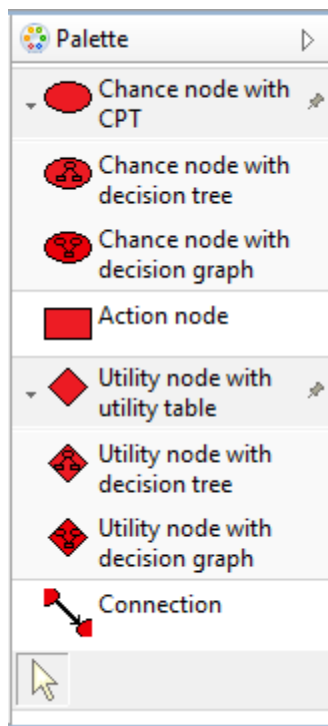 Palette
Chance node with
CPT
Chance node with
decision tree
Chance node with
decision graph
Action node
Utility node with
utility table
Utility node with
decision tree
Utility node with
decision graph
Connection